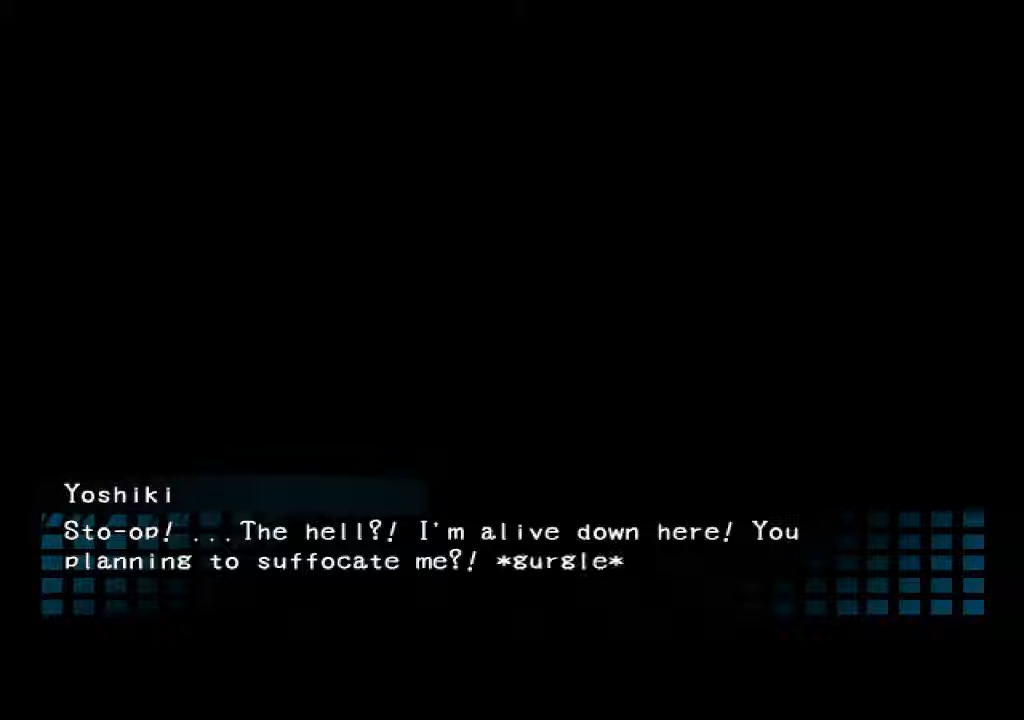 Yoshiki
Sto-op! ...The hell?! I'm alive down here! You
planning to suffocate me?! *gurgle*